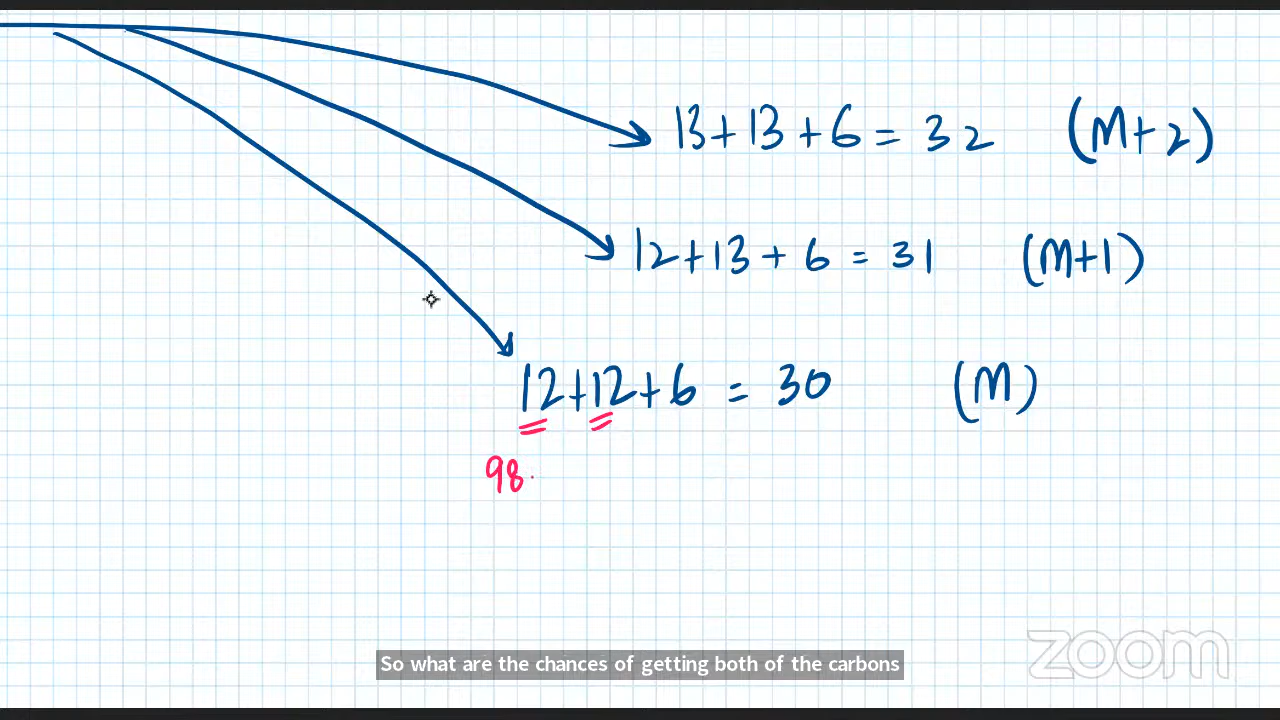 13+13+6 = 32 (M+2)
12+13+6 = 31 (M+1)
12+12+6 = 30 (M)
98.
So what are the chances of getting both of the carbons
zoom